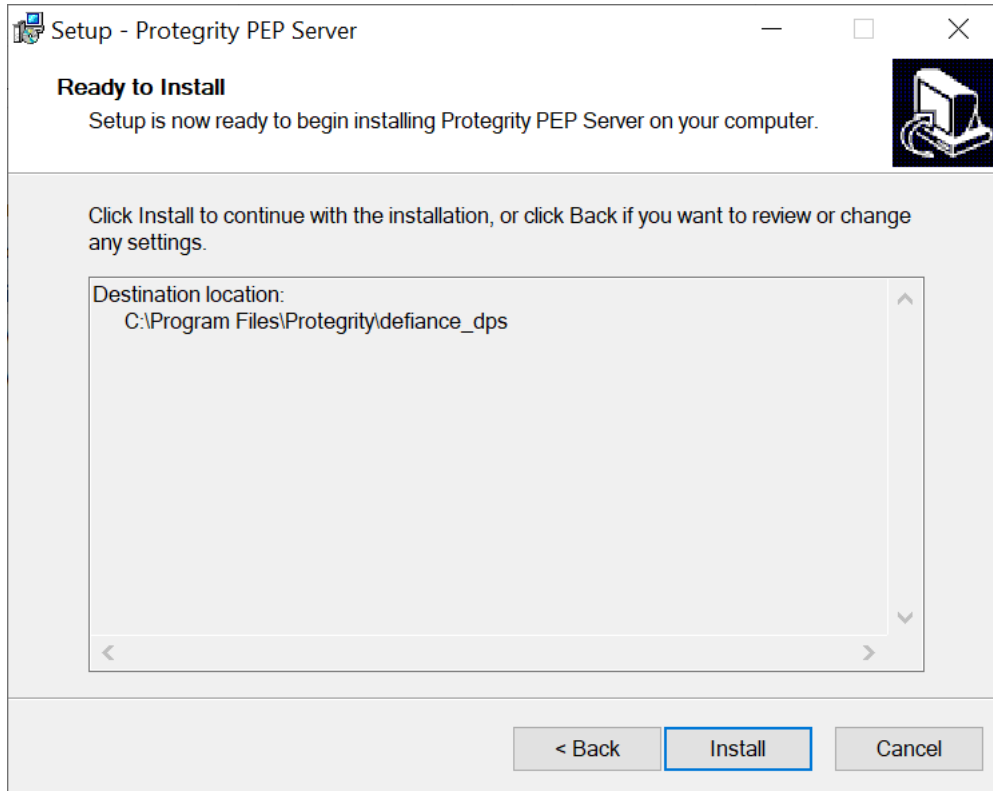 Setup - Protegrity PEP Server
Ready to Install
Setup is now ready to begin installing Protegrity PEP Server on your computer.
Click Install to continue with the installation, or click Back if you want to review or change
any settings.
Destination location:
C:\Program Files\Protegrity\defiance_dps
< Back
Install
Cancel